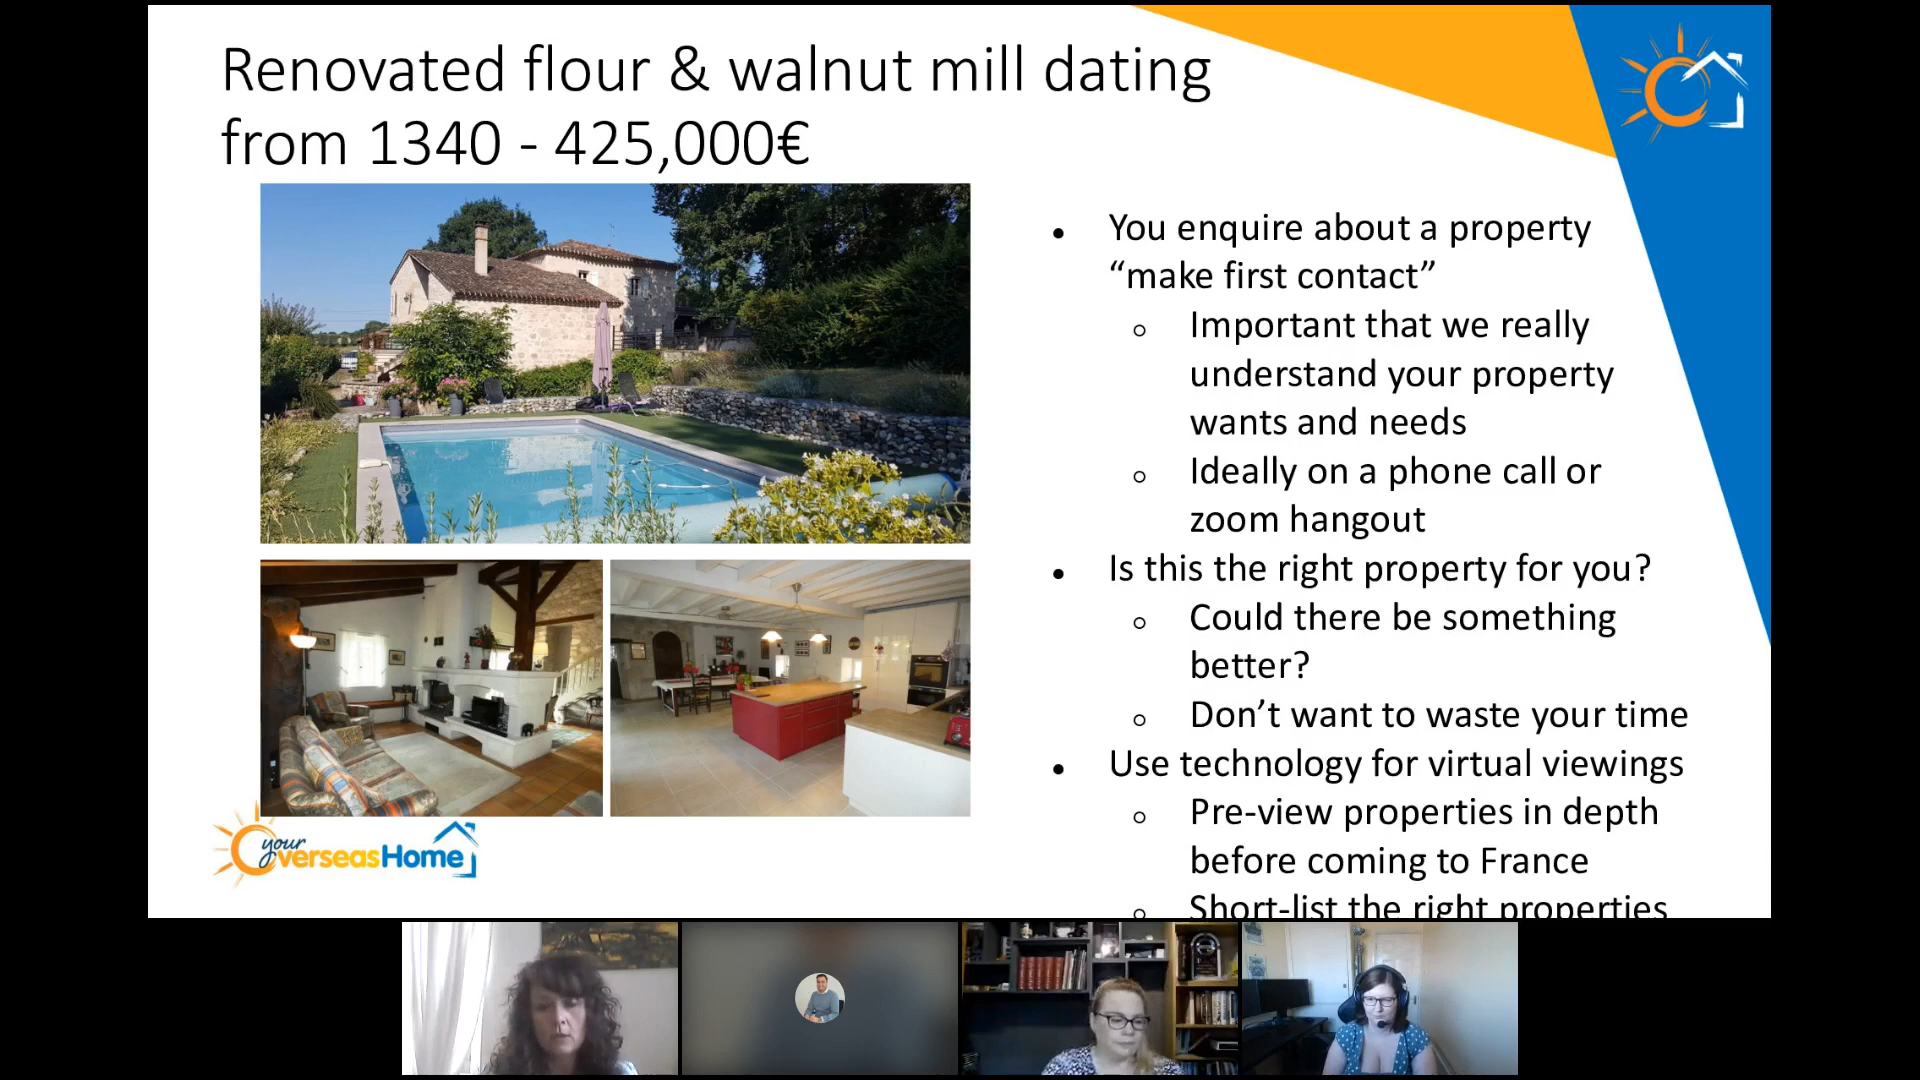 Renovated flour & walnut mill dating
from 1340 - 425,000€
You enquire about a property
“make first contact”
Important that we really
understand your property
wants and needs
Ideally on a phone call or
zoom hangout
Is this the right property for you?
Could there be something
better?
Don’t want to waste your time
Use technology for virtual viewings
Pre-view properties in depth
before coming to France
Short-list the right properties
your
OverseasHome